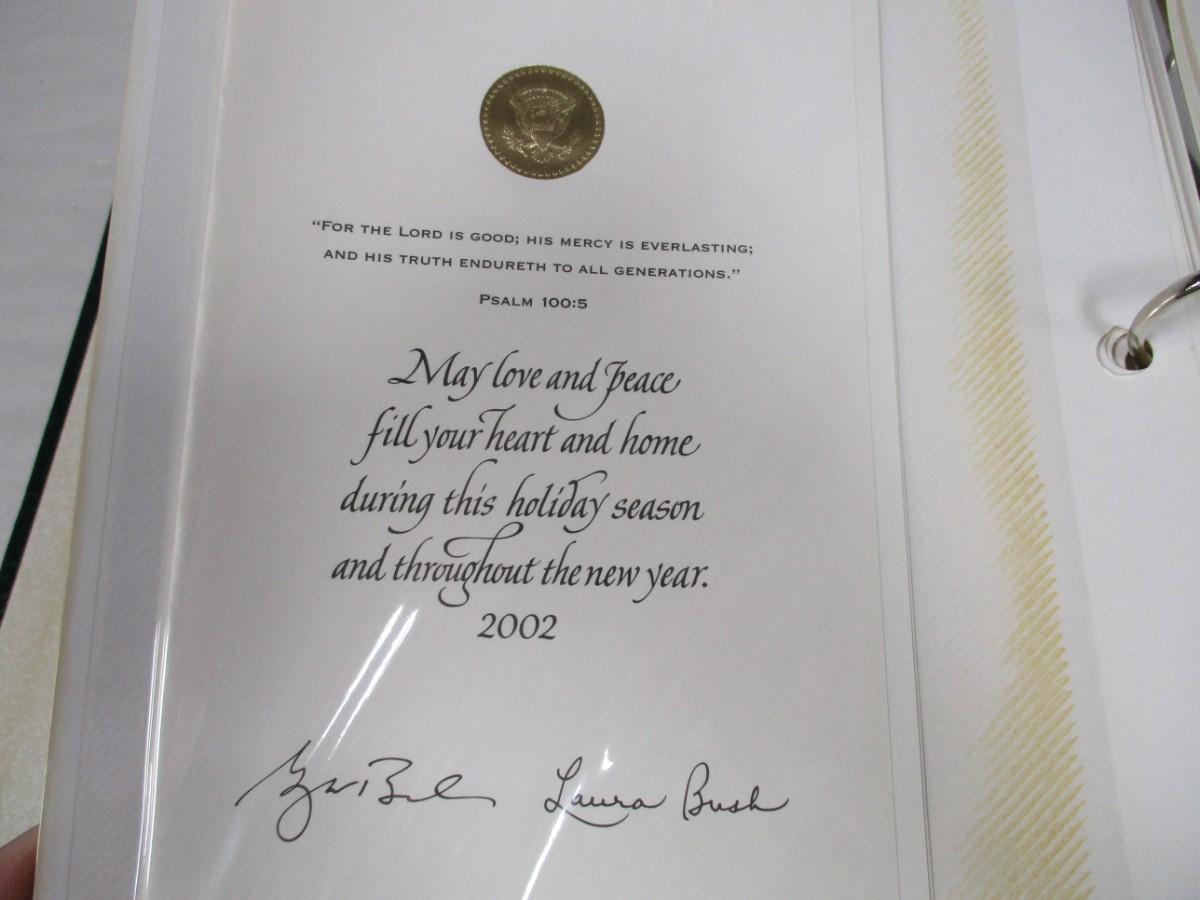 “For the Lord is good; his mercy is everlasting;
and his truth endureth to all generations.”
Psalm 100:5
May love and peace
fill your heart and home
during this holiday season
and throughout the new year.
2002
Laura Bush